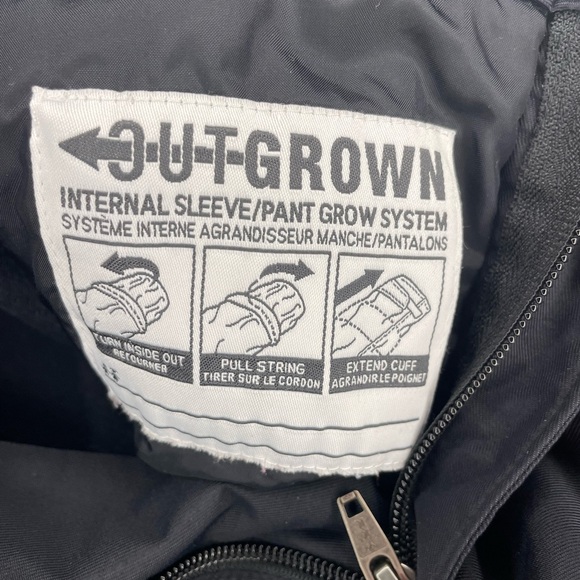 OUTGROWN
INTERNAL SLEEVE/PANT GROW SYSTEM
SYSTÈME INTERNE AGRANDISSEUR MANCHE/PANTALONS
TURN INSIDE OUT
RETOURNER
PULL STRING
TIRER SUR LE CORDON
EXTEND CUFF
AGRANDIR LE POIGNET